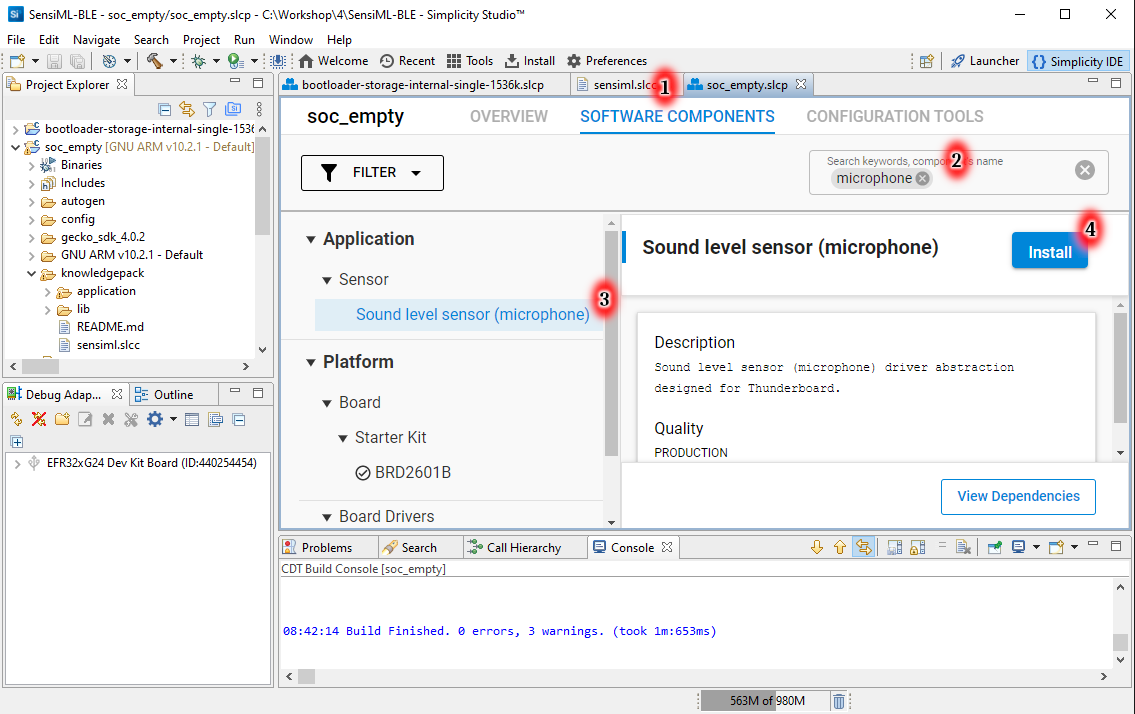 SensiML-BLE - soc_empty/soc_empty.slcp - C:\Workshop\4\SensiML-BLE - Simplicity Studio™
File Edit Navigate Search Project Run Window Help
Welcome Recent Tools Install Preferences Launcher {} Simplicity IDE
Project Explorer
bootloader-storage-internal-single-1536k
soc_empty [GNU ARM v10.2.1 - Default]
Binaries
Includes
autogen
config
gecko_sdk_4.0.2
GNU ARM v10.2.1 - Default
knowledgepack
application
lib
README.md
sensiml.slcc
Debug Adap...
Outline
EFR32xG24 Dev Kit Board (ID:440254454)
bootloader-storage-internal-single-1536k.slcp
sensiml.slcc
1
soc_empty.slcp
soc_empty
OVERVIEW
SOFTWARE COMPONENTS
CONFIGURATION TOOLS
FILTER
Search keywords, component's name
2
microphone
Application
Sensor
Sound level sensor (microphone)
3
Platform
Board
Starter Kit
BRD2601B
Board Drivers
Sound level sensor (microphone)
Install
4
Description
Sound level sensor (microphone) driver abstraction
designed for Thunderboard.
Quality
PRODUCTION
View Dependencies
Problems
Search
Call Hierarchy
Console
CDT Build Console [soc_empty]
08:42:14 Build Finished. 0 errors, 3 warnings. (took 1m:653ms)
563M of 980M